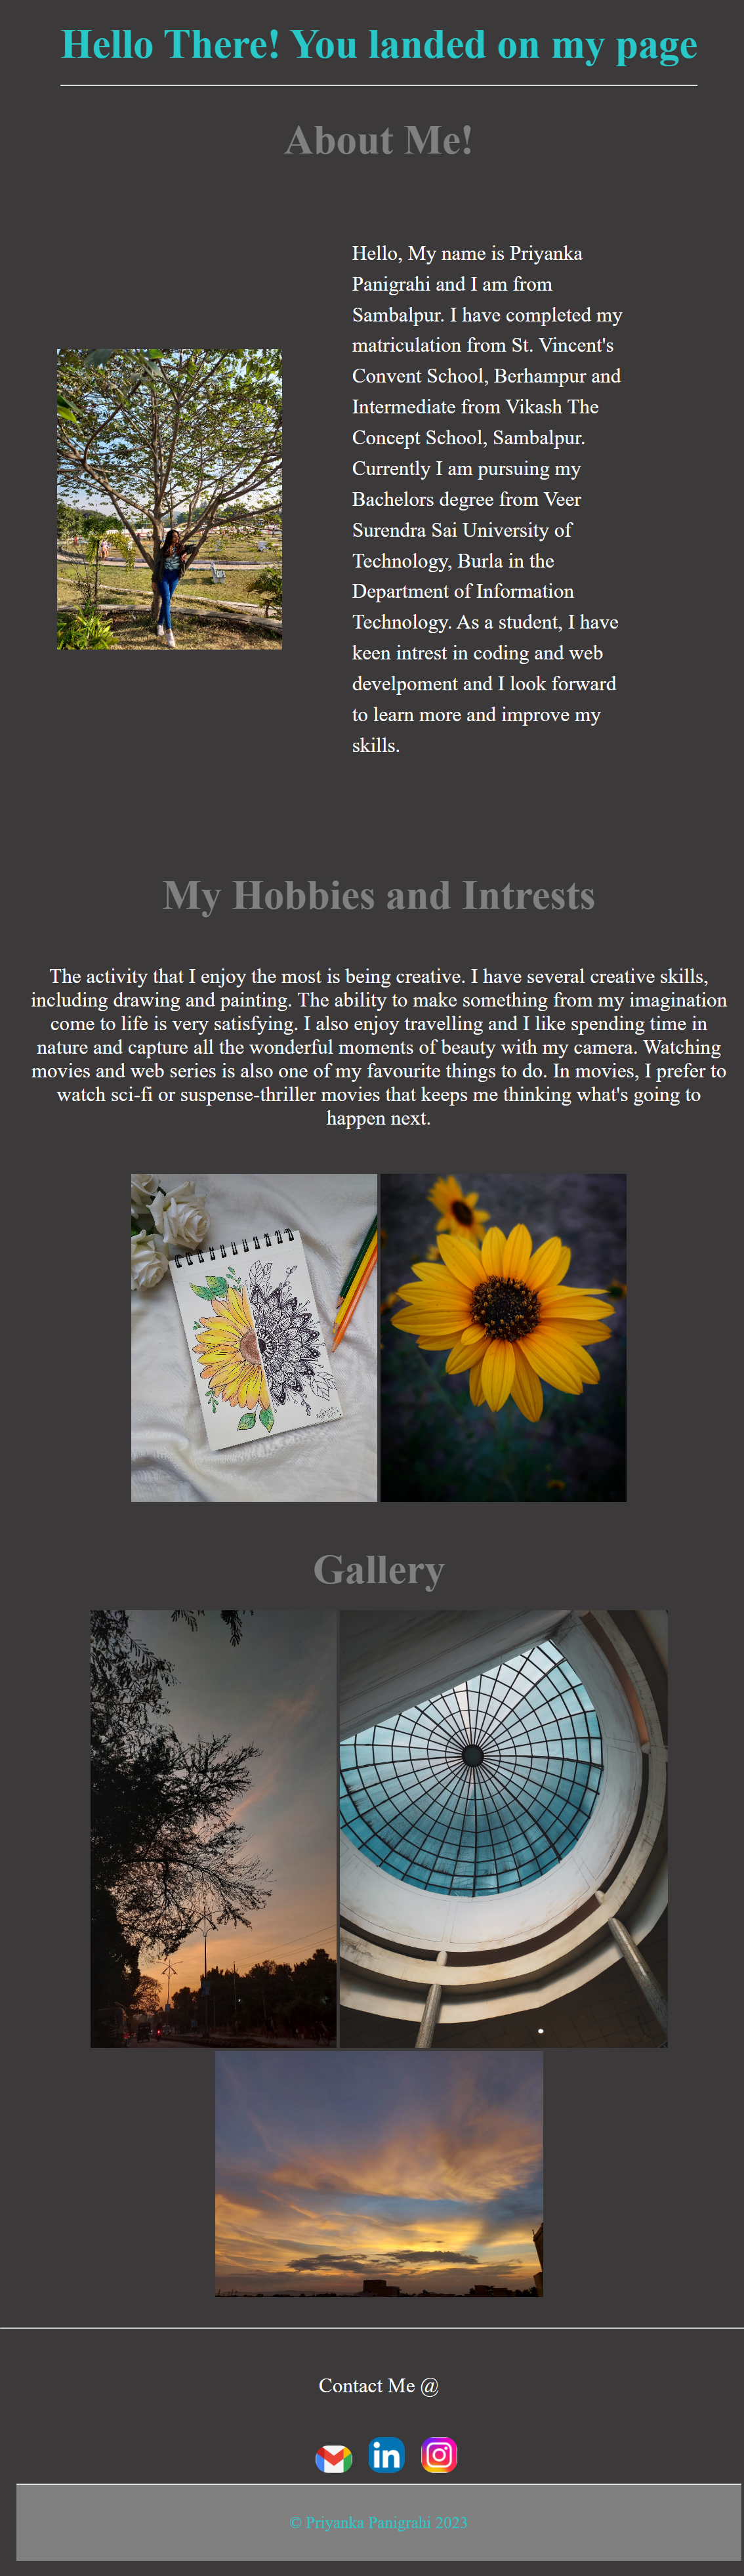 Hello There! You landed on my page
About Me!
Hello, My name is Priyanka
Panigrahi and I am from
Sambalpur. I have completed my
matriculation from St. Vincent's
Convent School, Berhampur and
Intermediate from Vikash The
Concept School, Sambalpur.
Currently I am pursuing my
Bachelors degree from Veer
Surendra Sai University of
Technology, Burla in the
Department of Information
Technology. As a student, I have
keen intrest in coding and web
develpoment and I look forward
to learn more and improve my
skills.
My Hobbies and Intrests
The activity that I enjoy the most is being creative. I have several creative skills,
including drawing and painting. The ability to make something from my imagination
come to life is very satisfying. I also enjoy travelling and I like spending time in
nature and capture all the wonderful moments of beauty with my camera. Watching
movies and web series is also one of my favourite things to do. In movies, I prefer to
watch sci-fi or suspense-thriller movies that keeps me thinking what's going to
happen next.
Gallery
Contact Me @
in
© Priyanka Panigrahi 2023